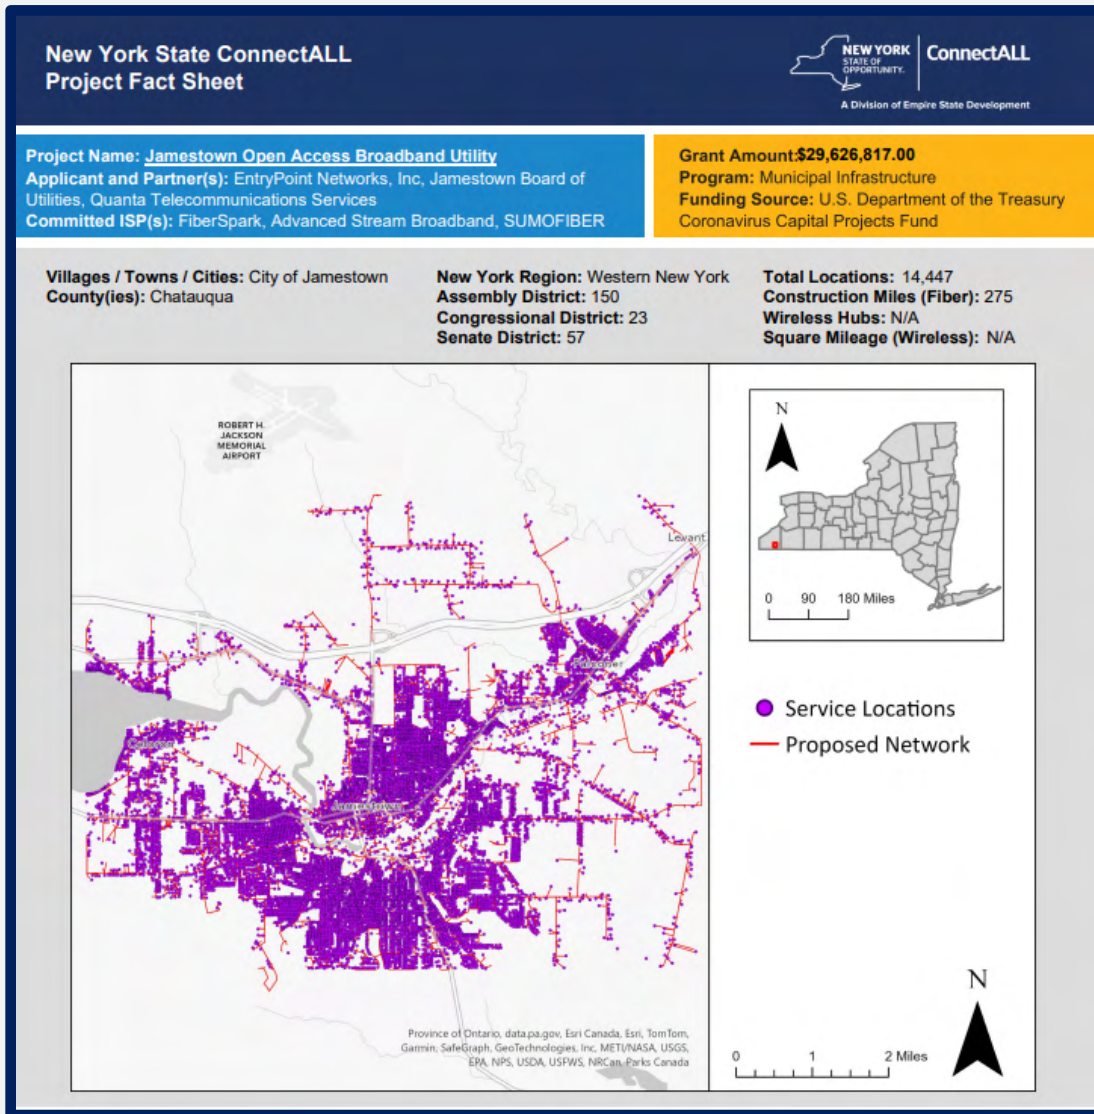 New York State ConnectALL
Project Fact Sheet
NEW YORK
STATE OF
OPPORTUNITY.
ConnectALL
A Division of Empire State Development
Project Name: Jamestown Open Access Broadband Utility
Applicant and Partner(s): EntryPoint Networks, Inc, Jamestown Board of
Utilities, Quanta Telecommunications Services
Committed ISP(s): FiberSpark, Advanced Stream Broadband, SUMOFIBER
Grant Amount:$29,626,817.00
Program: Municipal Infrastructure
Funding Source: U.S. Department of the Treasury
Coronavirus Capital Projects Fund
Villages / Towns / Cities: City of Jamestown
County(ies): Chatauqua
New York Region: Western New York
Assembly District: 150
Congressional District: 23
Senate District: 57
Total Locations: 14,447
Construction Miles (Fiber): 275
Wireless Hubs: N/A
Square Mileage (Wireless): N/A
ROBERT H.
JACKSON
MEMORIAL
AIRPORT
Levant
Falconer
Celoron
Jamestown
Province of Ontario, data.pa.gov, Esri Canada, Esri, TomTom,
Garmin, SafeGraph, GeoTechnologies, Inc, METI/NASA, USGS,
EPA, NPS, USDA, USFWS, NRCan, Parks Canada
N
0 90 180 Miles
Service Locations
Proposed Network
N
0 1 2 Miles